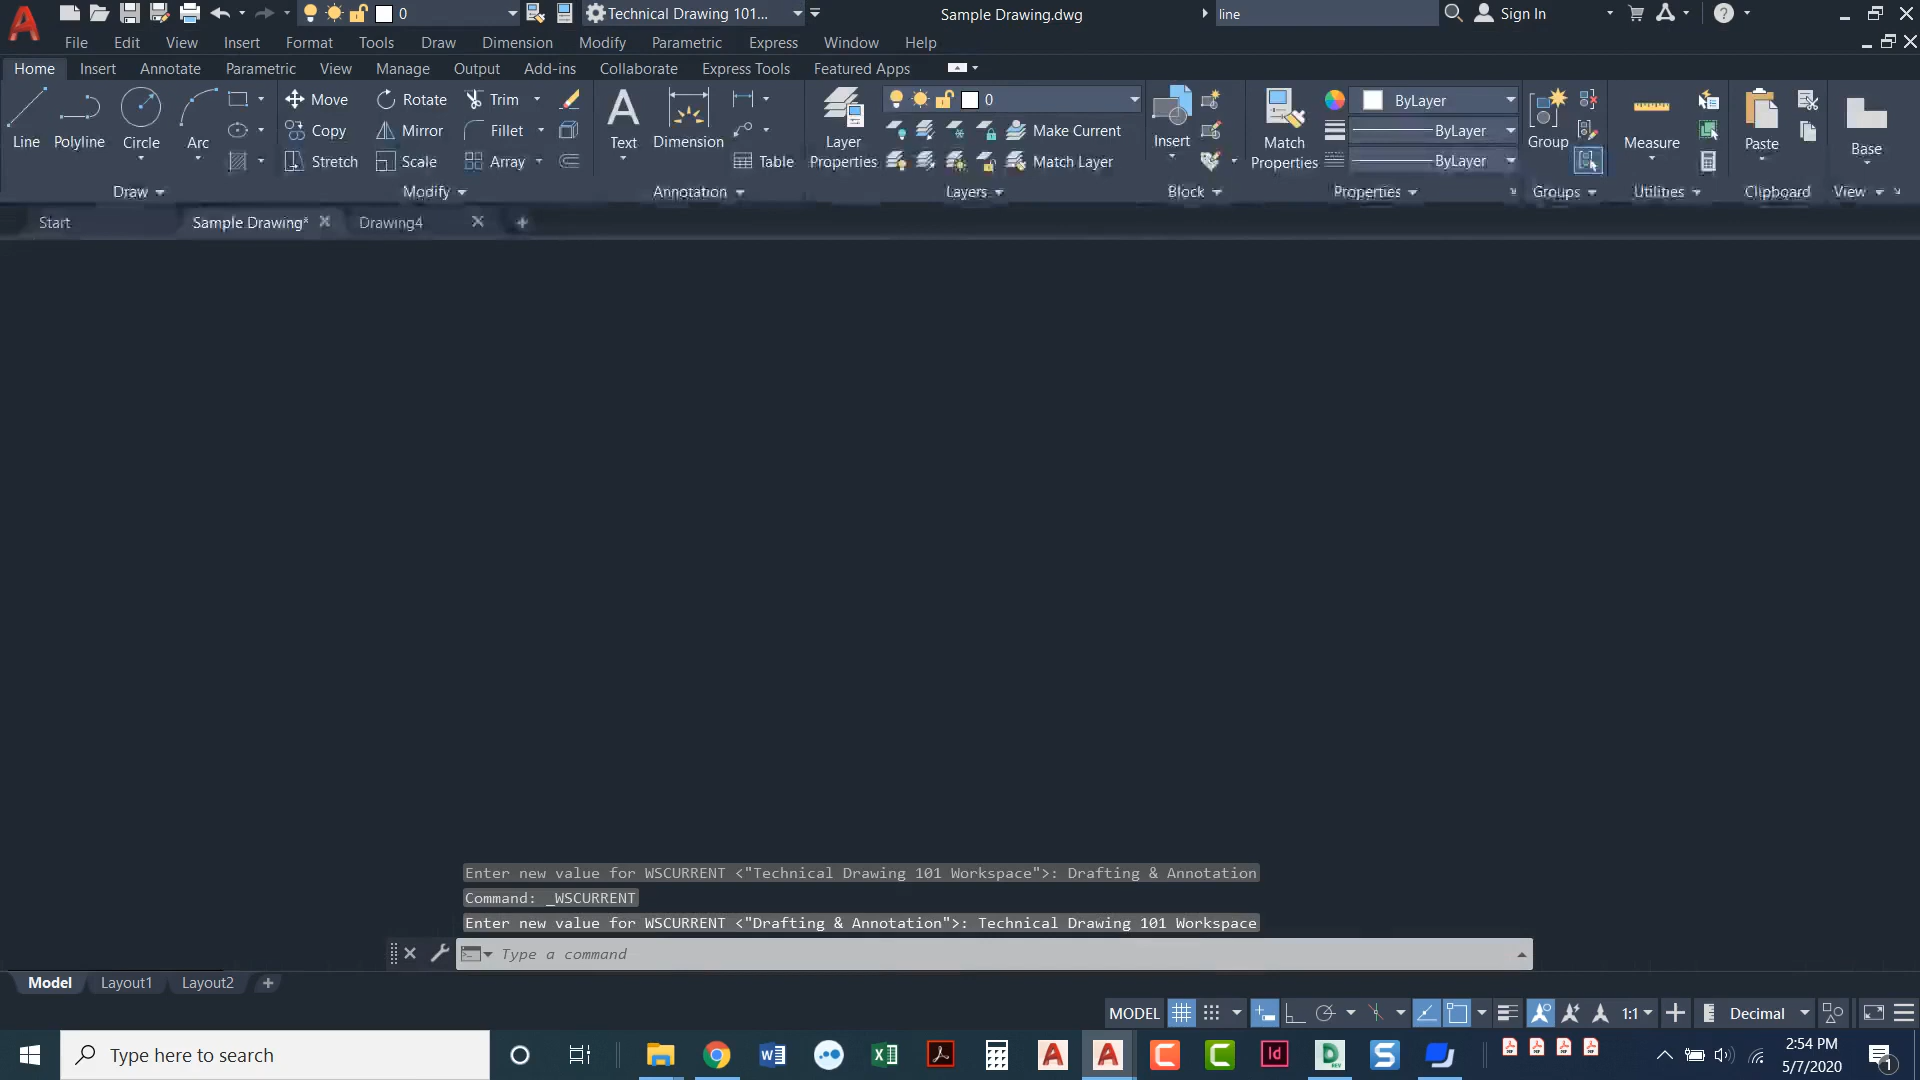 0 Technical Drawing 101... Sample Drawing.dwg line Sign In
File Edit View Insert Format Tools Draw Dimension Modify Parametric Express Window Help
Home Insert Annotate Parametric View Manage Output Add-ins Collaborate Express Tools Featured Apps
Move Rotate Trim 0 ByLayer
Line Polyline Circle Arc Copy Mirror Fillet Text Dimension Layer Properties Make Current Insert Match Properties ByLayer Group Measure Paste Base
Stretch Scale Array Table Match Layer ByLayer
Draw Modify Annotation Layers Block Properties Groups Utilities Clipboard View
Start Sample Drawing* Drawing4
Enter new value for WSCURRENT <"Technical Drawing 101 Workspace">: Drafting & Annotation
Command: _WSCURRENT
Enter new value for WSCURRENT <"Drafting & Annotation">: Technical Drawing 101 Workspace
Type a command
Model Layout1 Layout2
MODEL 1:1 Decimal
Type here to search
2:54 PM
5/7/2020
1